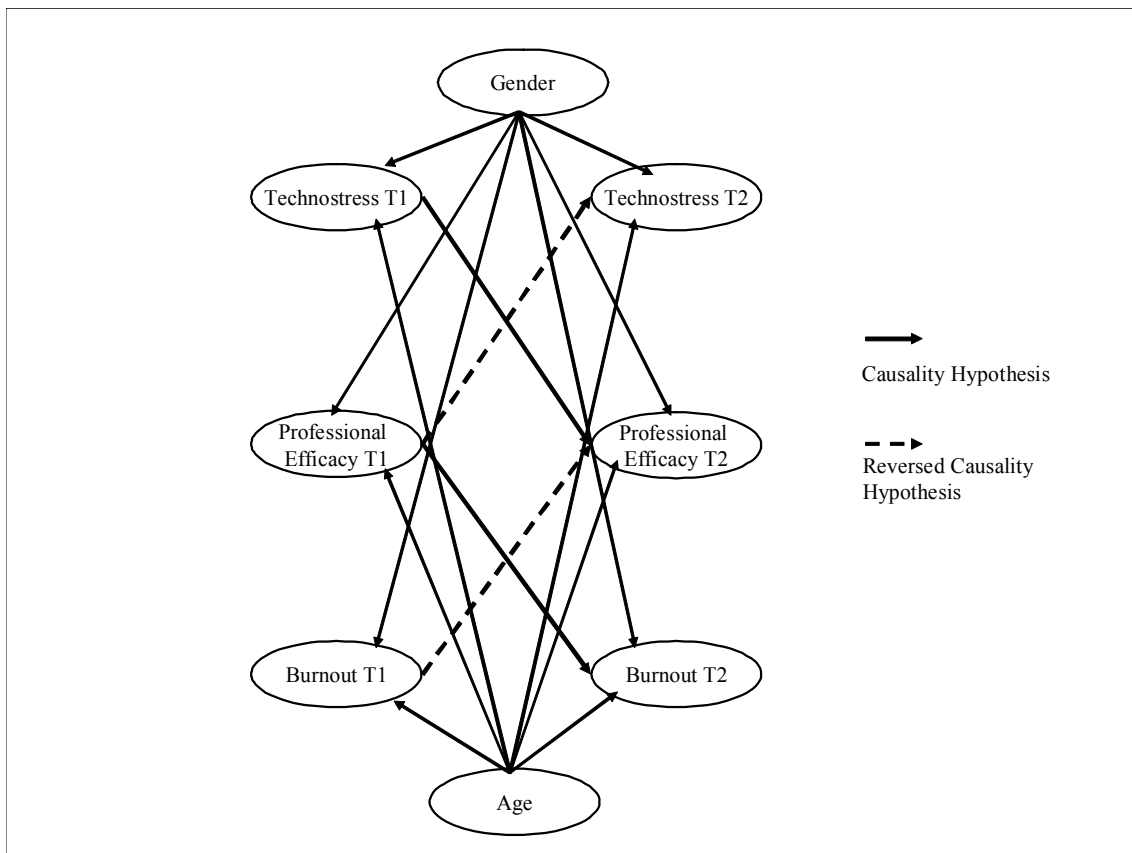 Gender
Technostress T1
Technostress T2
Causality Hypothesis
Professional
Efficacy T1
Professional
Efficacy T2
Reversed Causality
Hypothesis
Burnout T1
Burnout T2
Age